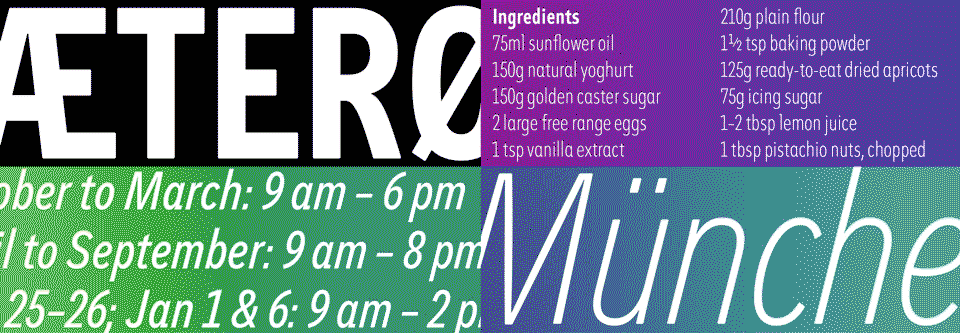 ÆTERØ
Ingredients
75ml sunflower oil
150g natural yoghurt
150g golden caster sugar
2 large free range eggs
1 tsp vanilla extract
210g plain flour
1½ tsp baking powder
125g ready-to-eat dried apricots
75g icing sugar
1–2 tbsp lemon juice
1 tbsp pistachio nuts, chopped
ober to March: 9 am – 6 pm
il to September: 9 am – 8 pm
25–26; Jan 1 & 6: 9 am – 2 p
Münche